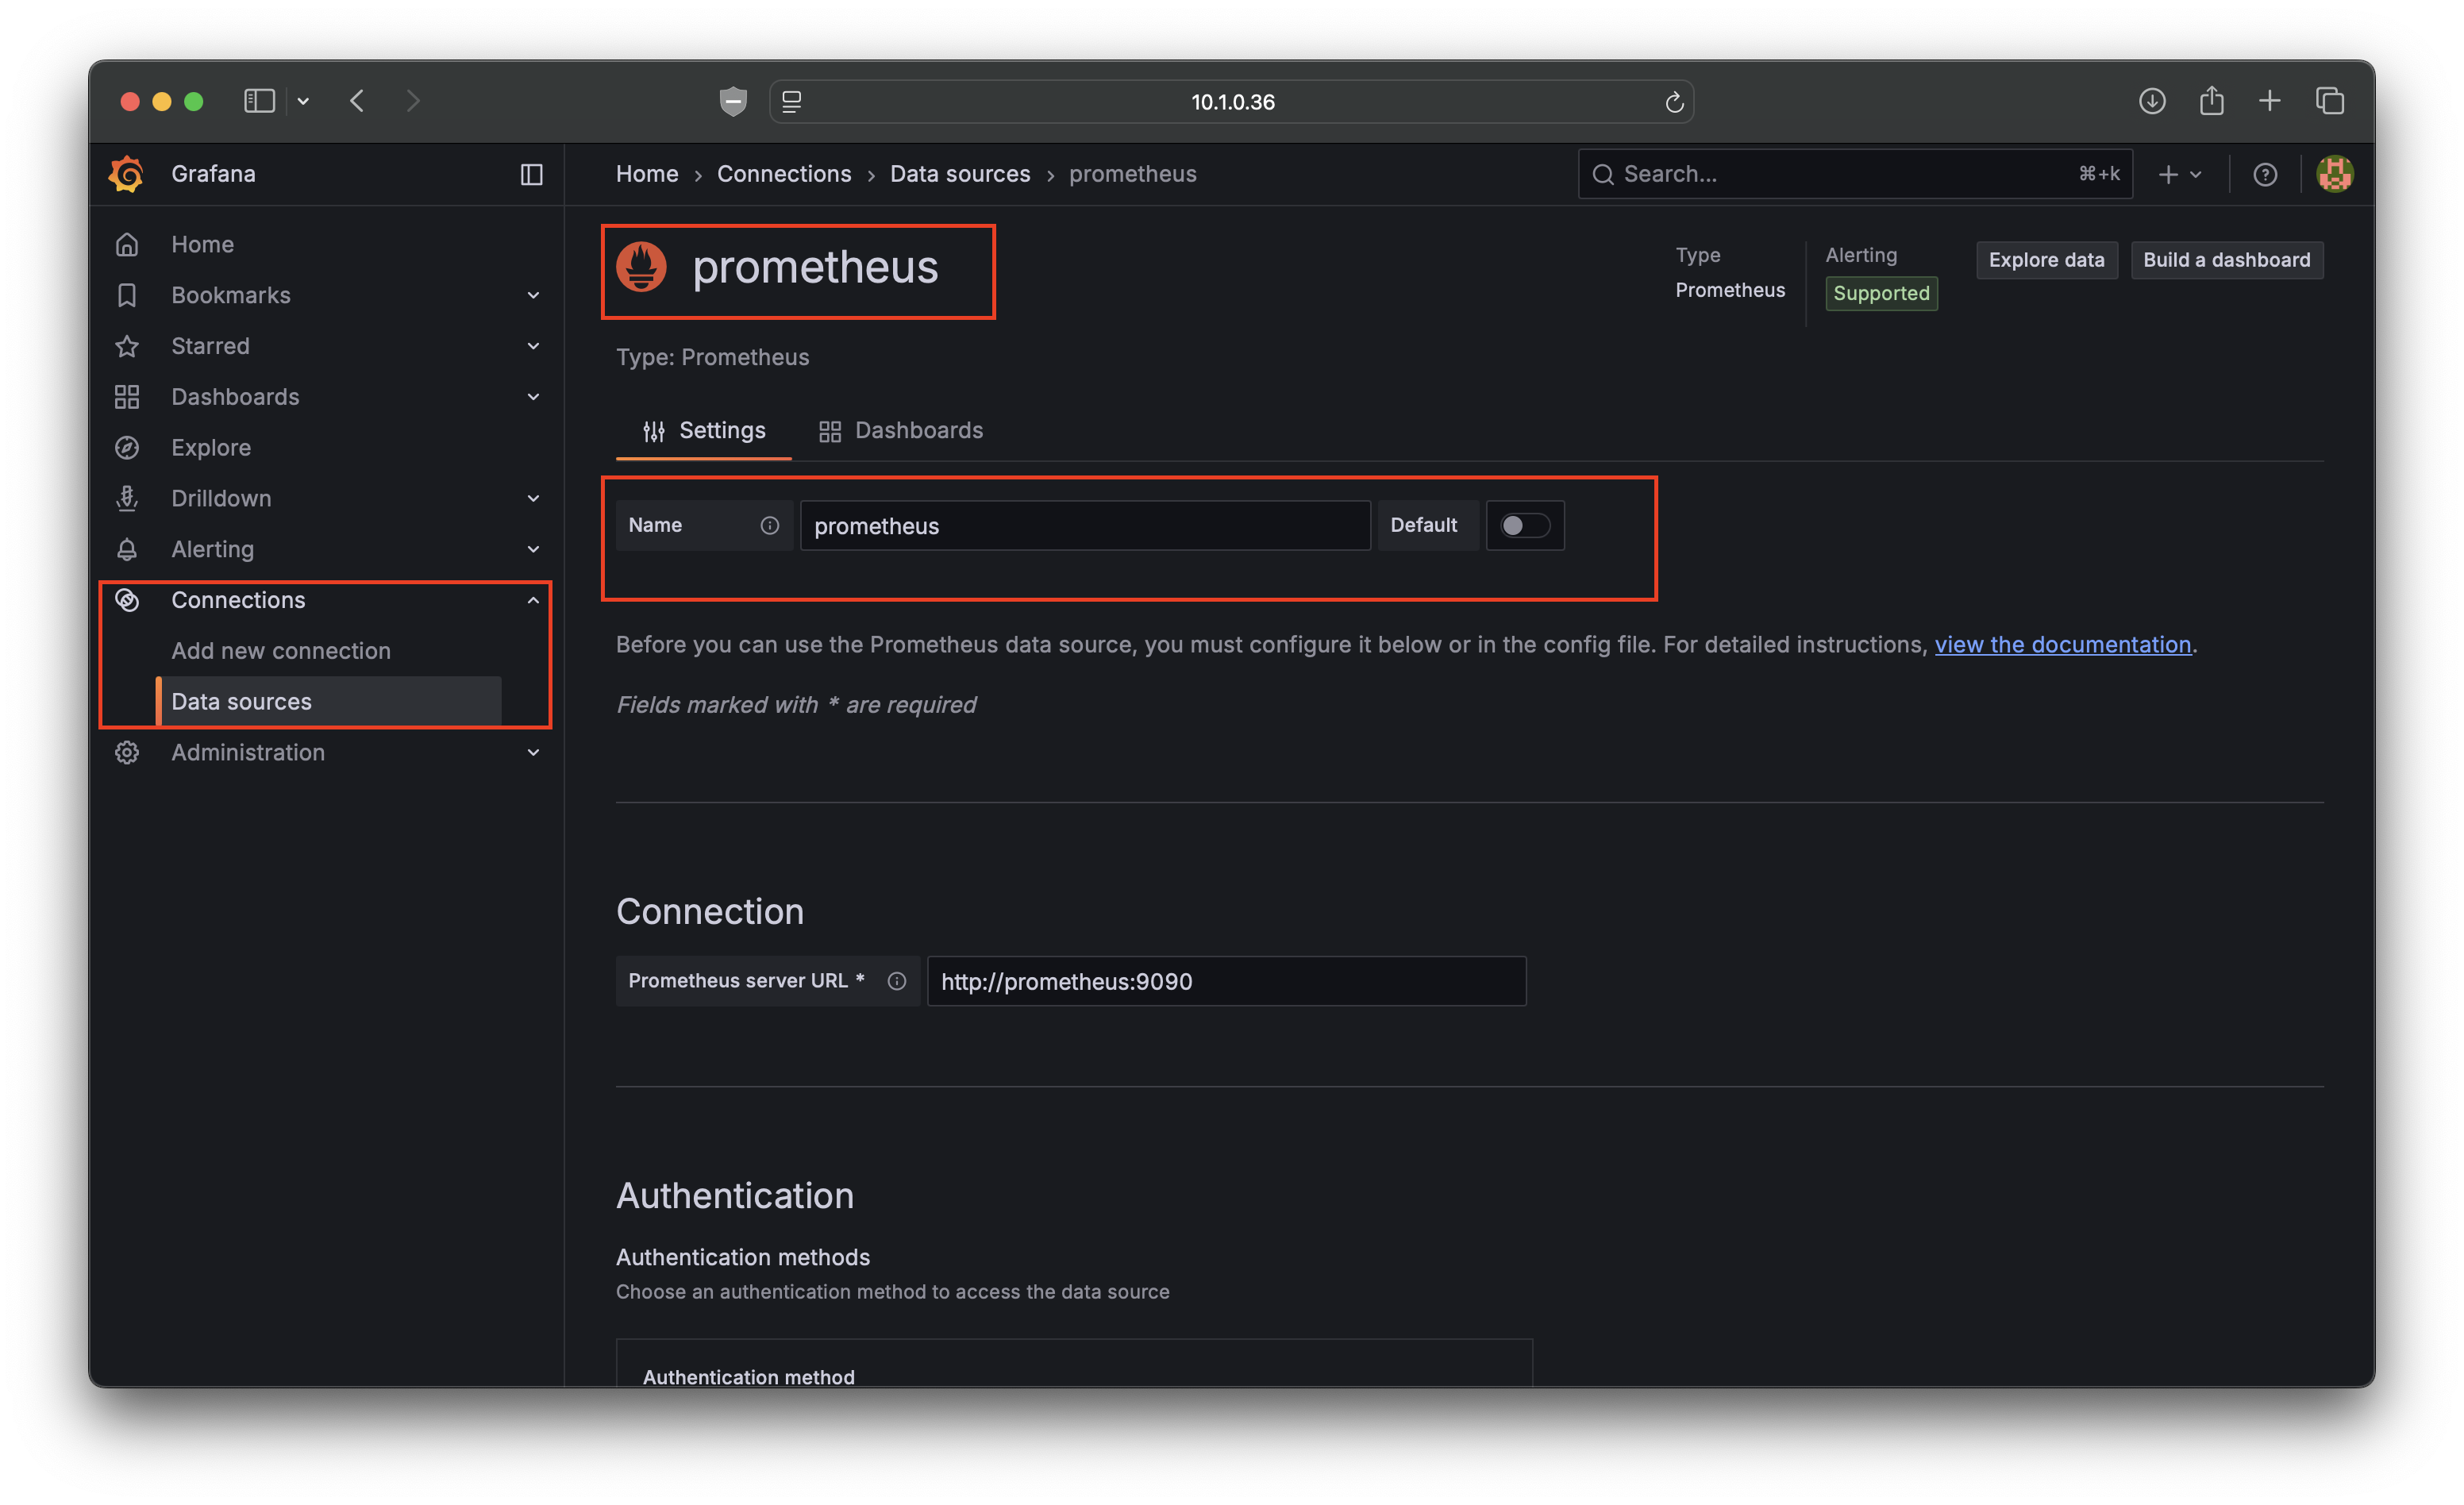 10.1.0.36
Grafana
Home › Connections › Data sources › prometheus
Search...
⌘+k
Home
Bookmarks
Starred
Dashboards
Explore
Drilldown
Alerting
Connections
Add new connection
Data sources
Administration
prometheus
Type
Prometheus
Alerting
Supported
Explore data
Build a dashboard
Type: Prometheus
Settings
Dashboards
Name
prometheus
Default
Before you can use the Prometheus data source, you must configure it below or in the config file. For detailed instructions, view the documentation.
Fields marked with * are required
Connection
Prometheus server URL *
http://prometheus:9090
Authentication
Authentication methods
Choose an authentication method to access the data source
Authentication method